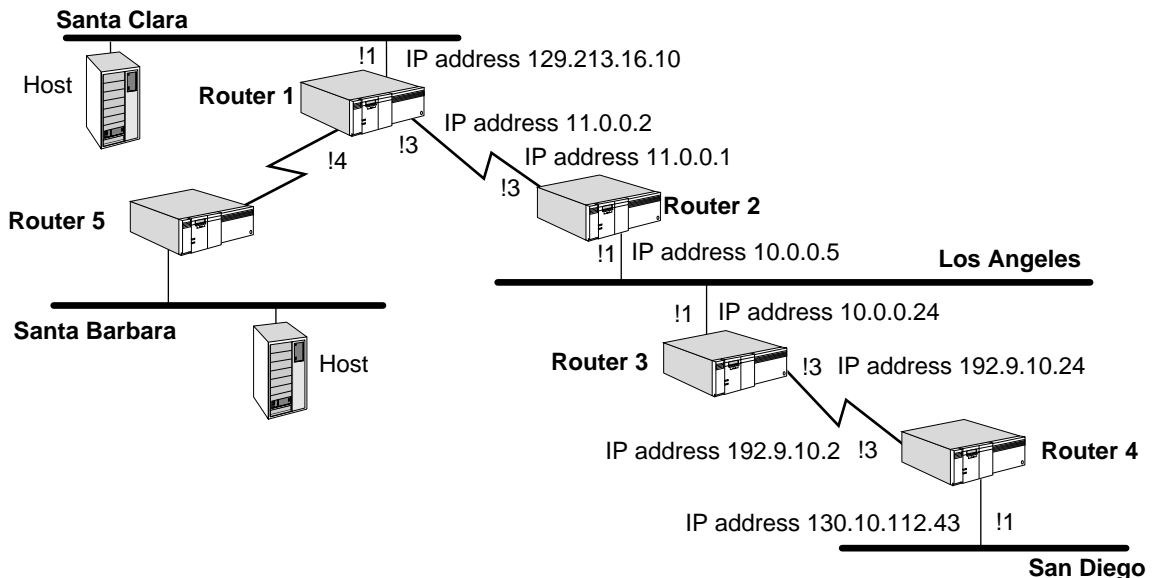 Santa Clara
!1 IP address 129.213.16.10
Host
Router 1
IP address 11.0.0.2
!4 !3
IP address 11.0.0.1
!3
Router 5
Router 2
!1 IP address 10.0.0.5
Los Angeles
Santa Barbara
!1 IP address 10.0.0.24
Host
Router 3
!3 IP address 192.9.10.24
IP address 192.9.10.2 !3
Router 4
IP address 130.10.112.43 !1
San Diego